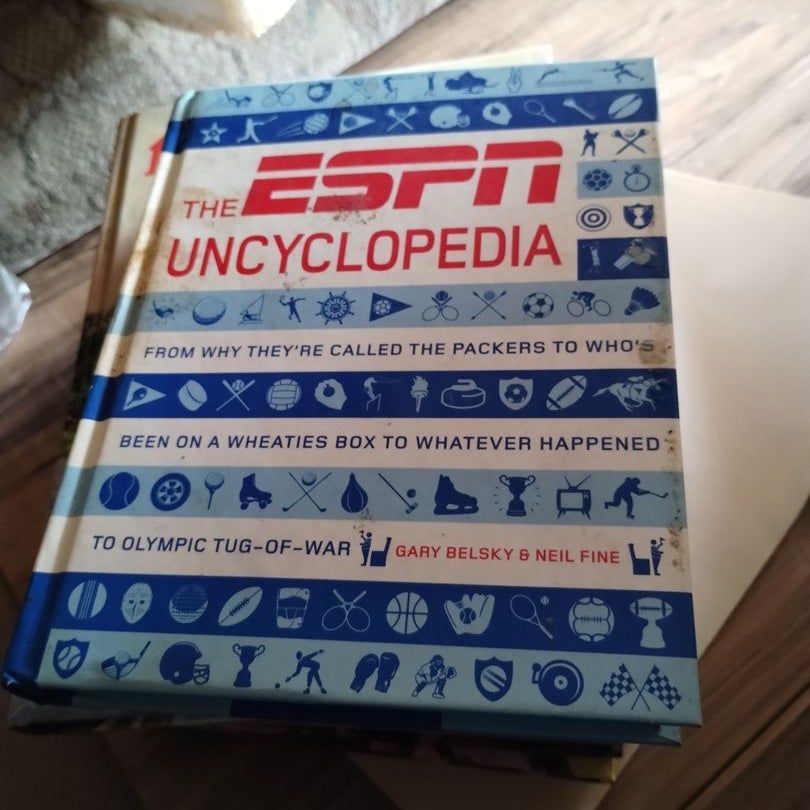 THE ESPN
UNCYCLOPEDIA
FROM WHY THEY'RE CALLED THE PACKERS TO WHO'S
BEEN ON A WHEATIES BOX TO WHATEVER HAPPENED
TO OLYMPIC TUG-OF-WAR GARY BELSKY & NEIL FINE